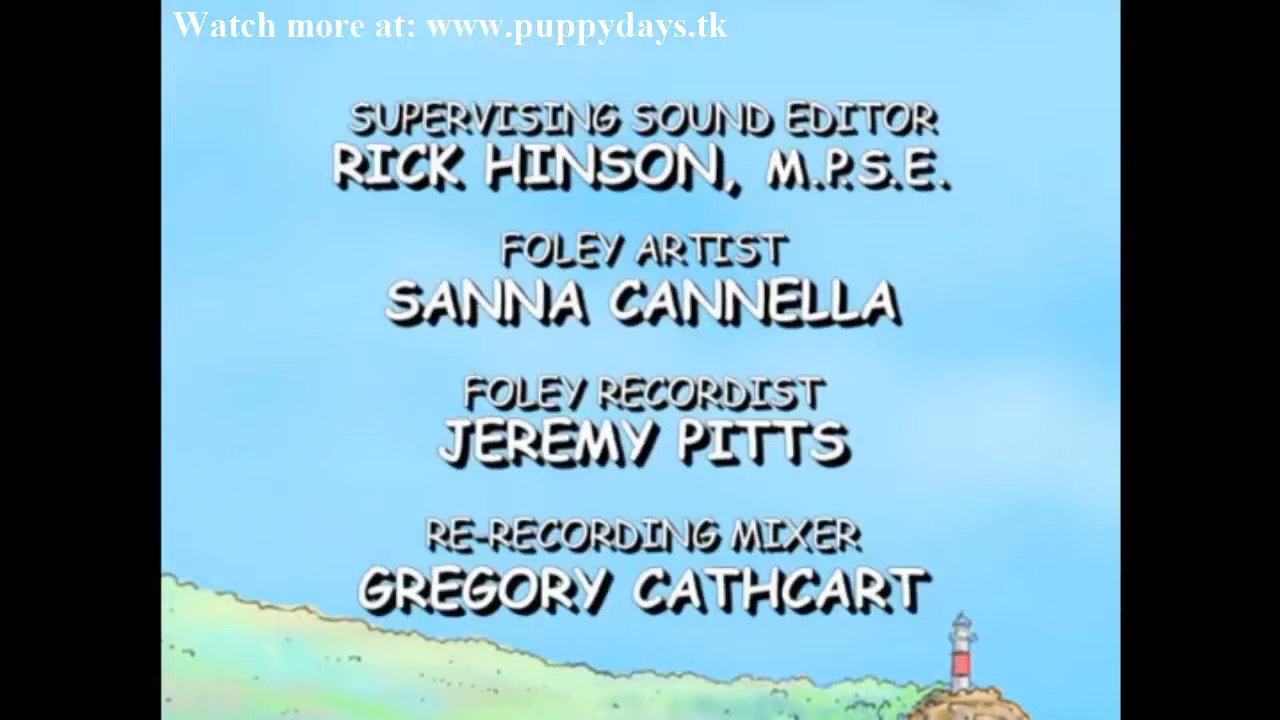 Watch more at: www.puppydays.tk
SUPERVISING SOUND EDITOR
RICK HINSON, M.P.S.E.
FOLEY ARTIST
SANNA CANNELLA
FOLEY RECORDIST
JEREMY PITTS
RE-RECORDING MIXER
GREGORY CATHCART